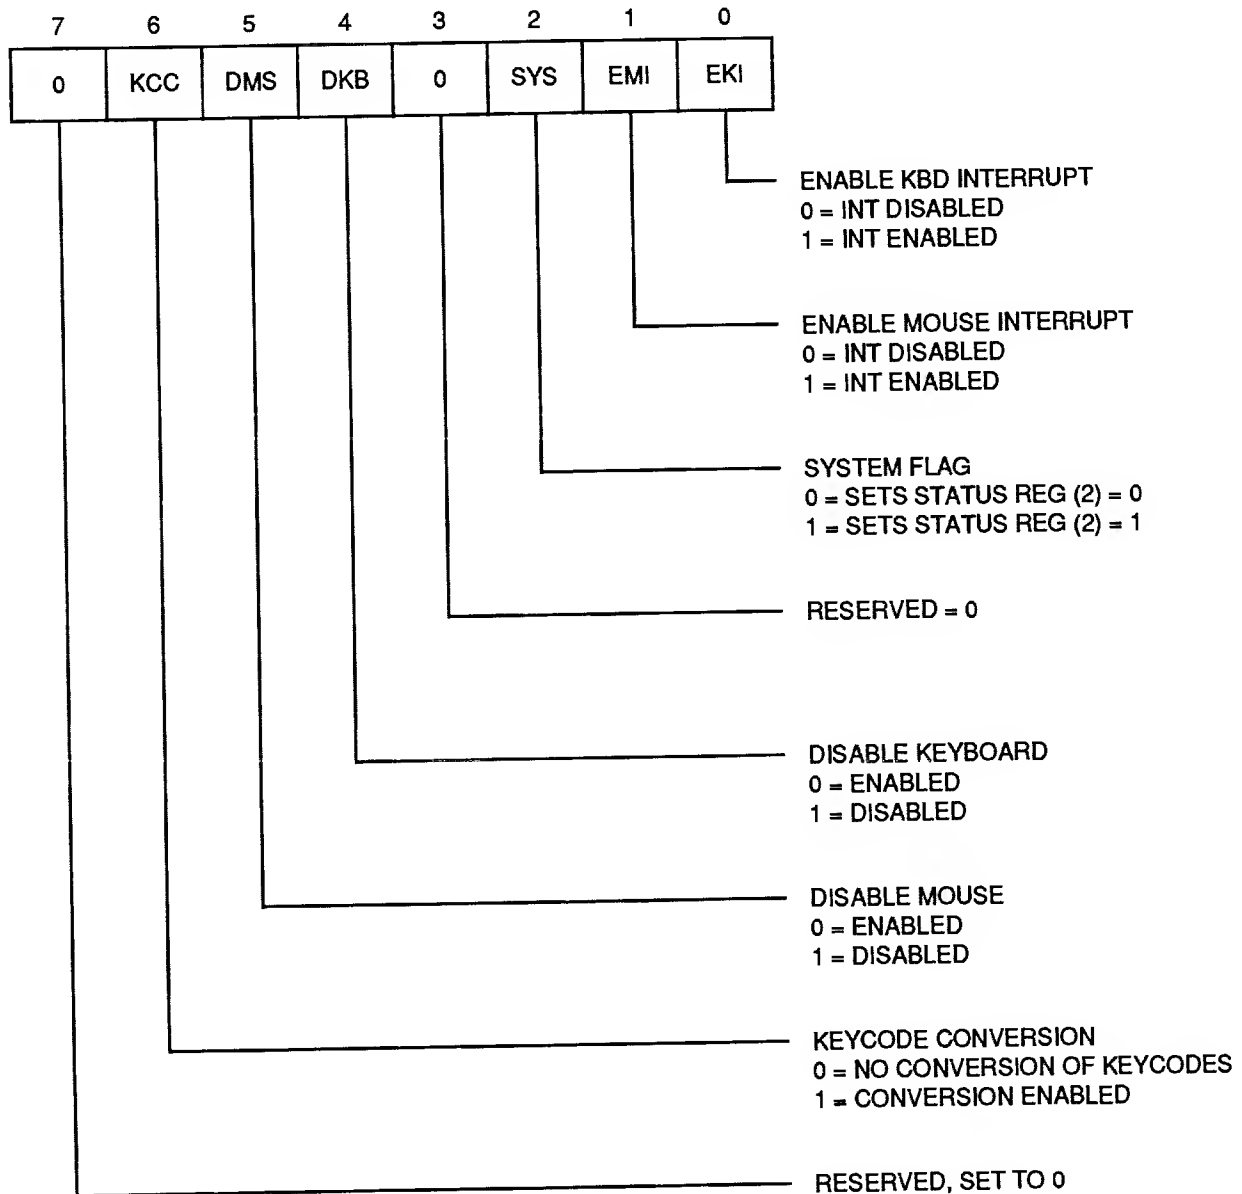 7 6 5 4 3 2 1 0
0 KCC DMS DKB 0 SYS EMI EKI
ENABLE KBD INTERRUPT
0 = INT DISABLED
1 = INT ENABLED
ENABLE MOUSE INTERRUPT
0 = INT DISABLED
1 = INT ENABLED
SYSTEM FLAG
0 = SETS STATUS REG (2) = 0
1 = SETS STATUS REG (2) = 1
RESERVED = 0
DISABLE KEYBOARD
0 = ENABLED
1 = DISABLED
DISABLE MOUSE
0 = ENABLED
1 = DISABLED
KEYCODE CONVERSION
0 = NO CONVERSION OF KEYCODES
1 = CONVERSION ENABLED
RESERVED, SET TO 0